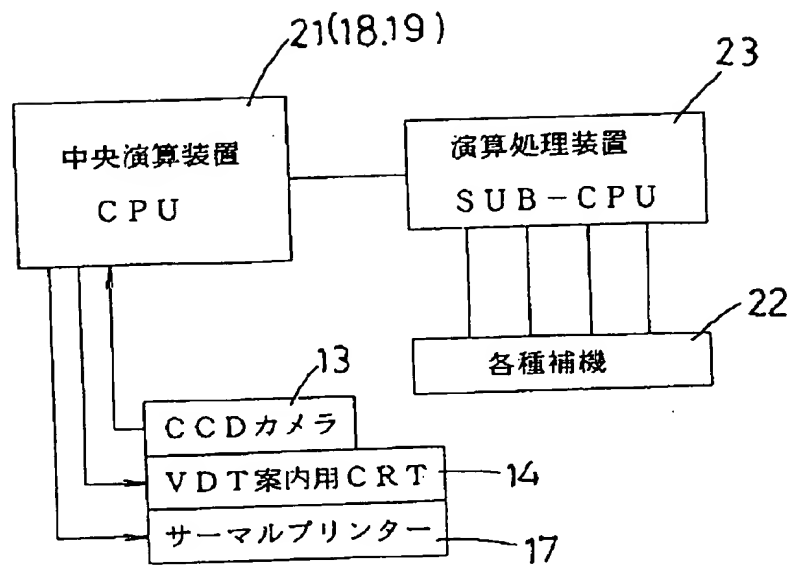 21(18.19)
23
中央演算装置
CPU
演算処理装置
SUB-CPU
22
各種補機
13
CCDカメラ
VDT案内用CRT
14
サーマルプリンター
17